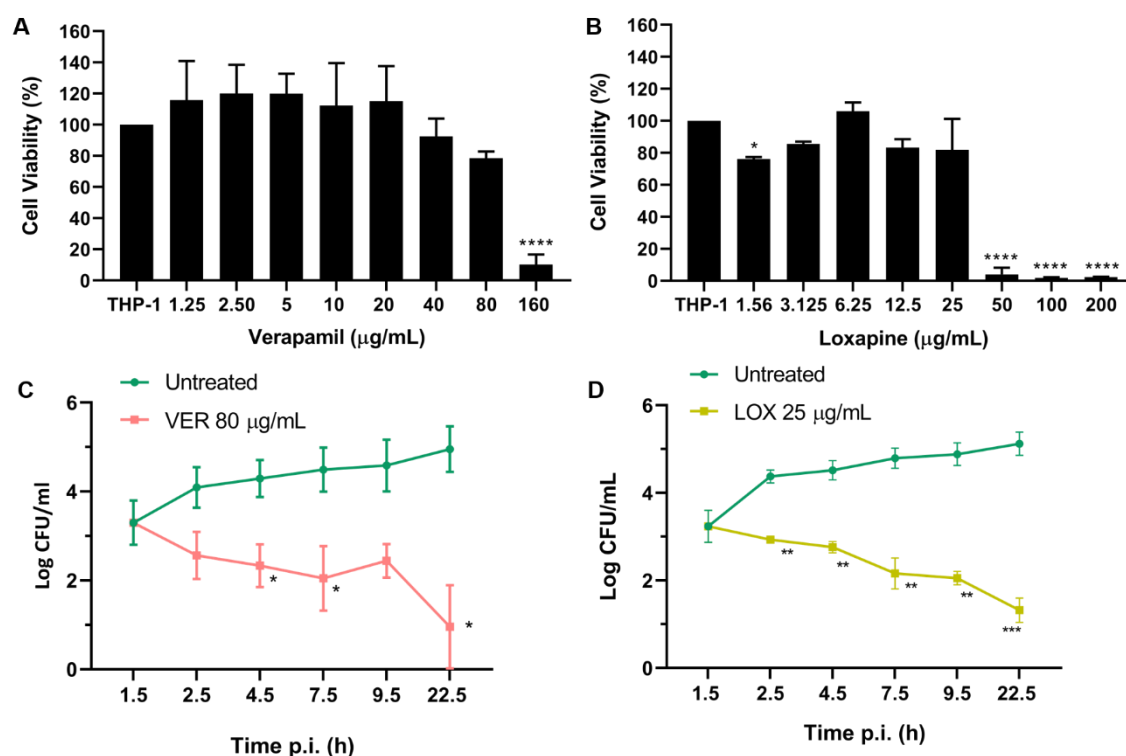 A
Cell Viability (%)
160
140
120
100
80
60
40
20
0
****
THP-1 1.25 2.50 5 10 20 40 80 160
Verapamil (μg/mL)
B
Cell Viability (%)
160
140
120
100
80
60
40
20
0
*
**** **** ****
THP-1 1.56 3.125 6.25 12.5 25 50 100 200
Loxapine (μg/mL)
C
Untreated
VER 80 μg/mL
Log CFU/ml
6
4
2
0
*
*
*
1.5 2.5 4.5 7.5 9.5 22.5
Time p.i. (h)
D
Untreated
LOX 25 μg/mL
Log CFU/mL
6
4
2
0
**
**
**
**
***
1.5 2.5 4.5 7.5 9.5 22.5
Time p.i. (h)